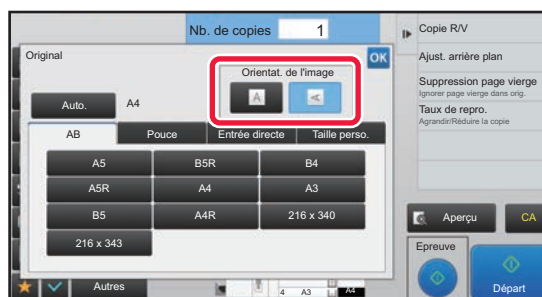 Nb. de copies 1
Original
OK
Orientat. de l'image
A A
Auto. A4
AB Pouce Entrée directe Taille perso.
A5 B5R B4
A5R A4 A3
B5 A4R 216 x 340
216 x 343
Autres
4 A3 A4
Copie R/V
Ajust. arrière plan
Suppression page vierge
Ignorer page vierge dans orig.
Taux de repro.
Agrandir/Réduire la copie
Aperçu CA
Epreuve
Départ